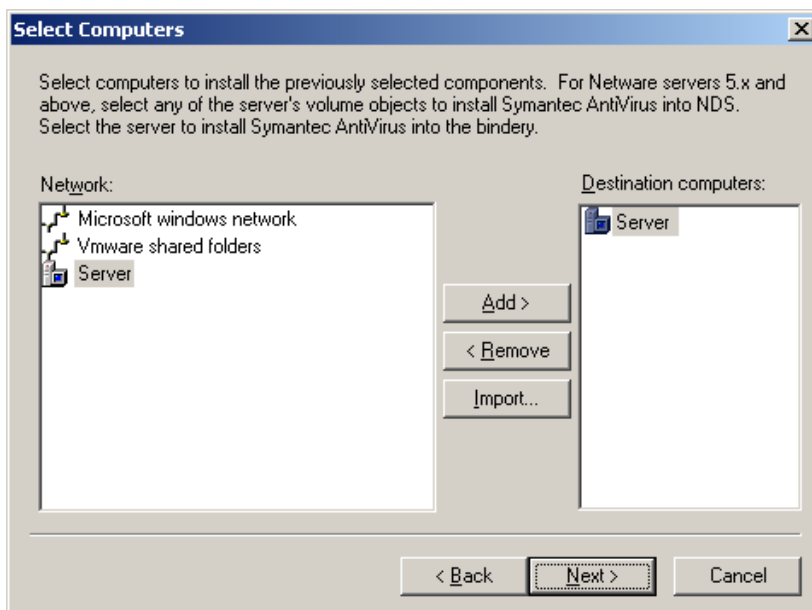 Select Computers
Select computers to install the previously selected components. For Netware servers 5.x and
above, select any of the server's volume objects to install Symantec AntiVirus into NDS.
Select the server to install Symantec AntiVirus into the bindery.
Network:
Destination computers:
Microsoft windows network
Vmware shared folders
Server
Server
Add >
< Remove
Import...
< Back
Next >
Cancel